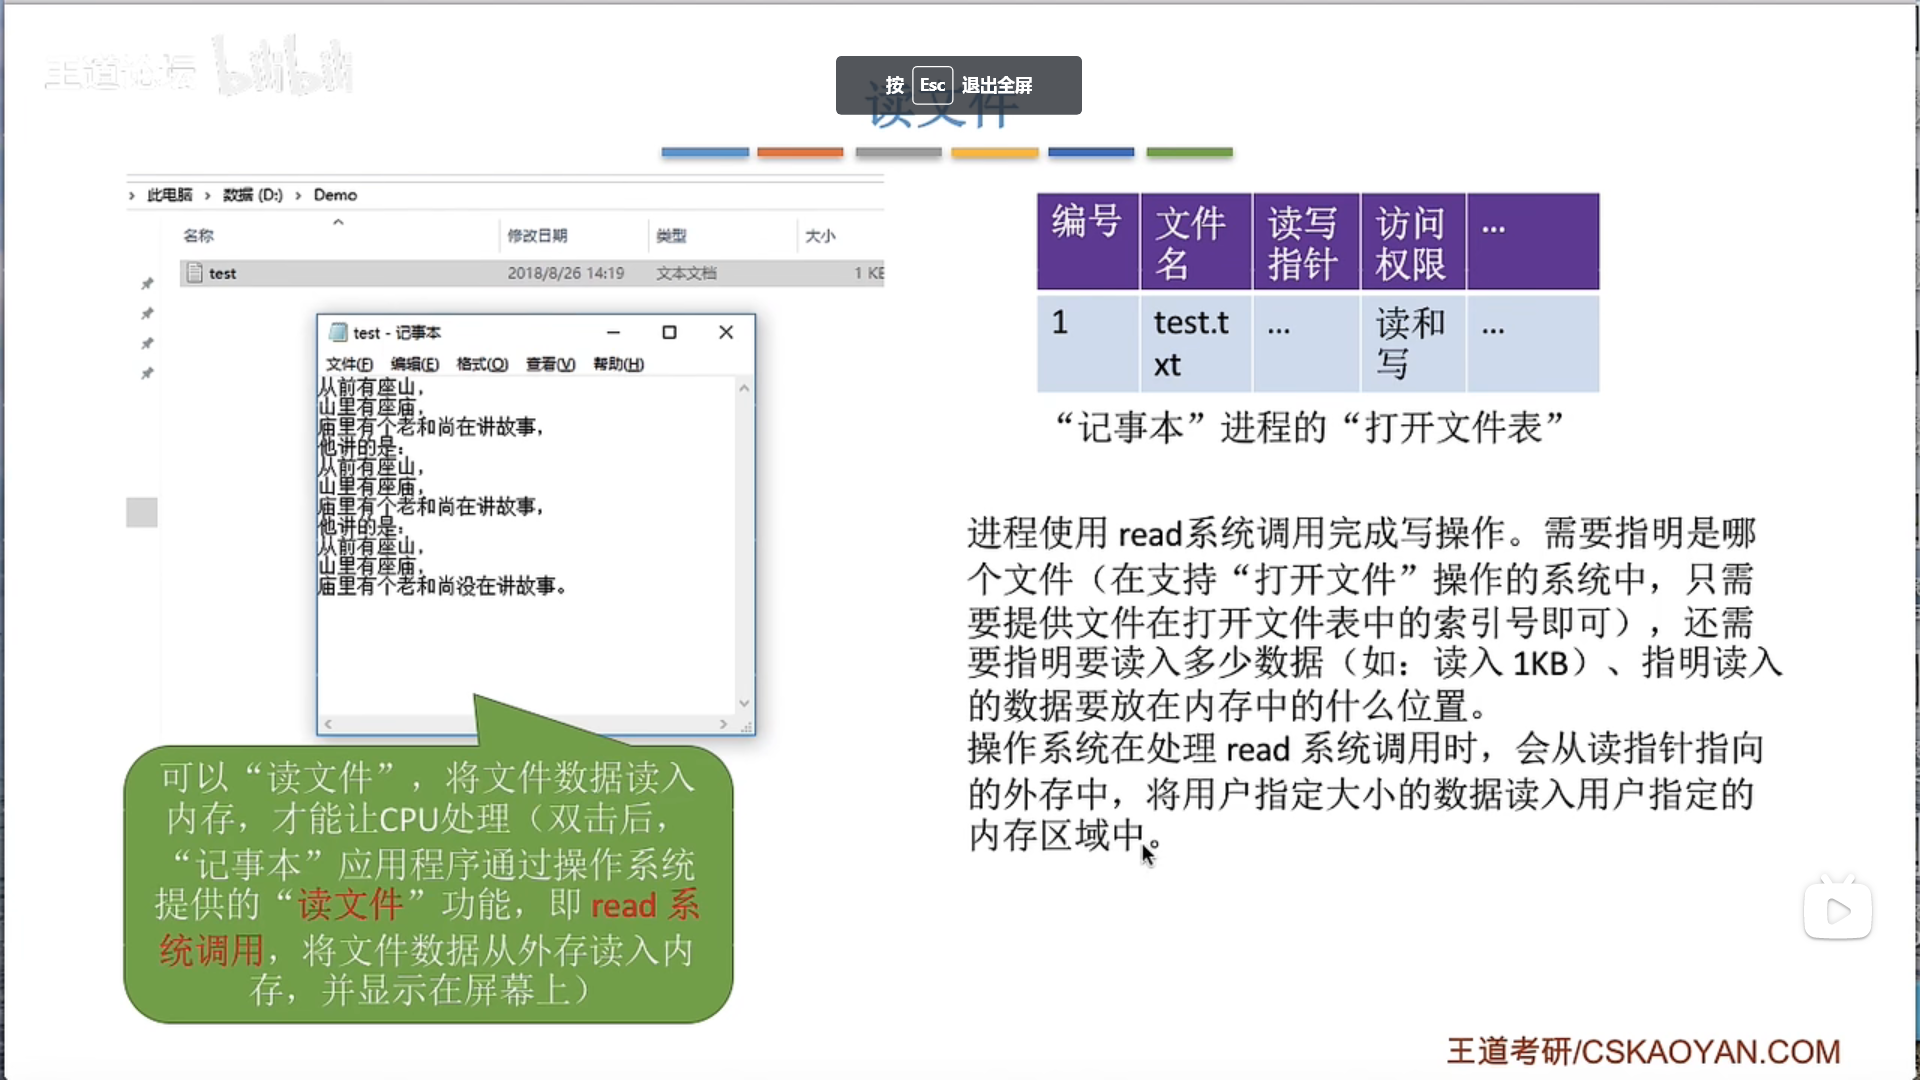 王道论坛 bilibili
按 Esc 退出全屏
读文件
此电脑 › 数据 (D:) › Demo
名称 修改日期 类型 大小
test 2018/8/26 14:19 文本文档 1 KB
test - 记事本
文件(F) 编辑(E) 格式(O) 查看(V) 帮助(H)
从前有座山，
山里有座庙，
庙里有个老和尚在讲故事，
他讲的是：
从前有座山，
山里有座庙，
庙里有个老和尚在讲故事，
他讲的是：
从前有座山，
山里有座庙，
庙里有个老和尚没在讲故事。
可以“读文件”，将文件数据读入
内存，才能让CPU处理（双击后，
“记事本”应用程序通过操作系统
提供的“读文件”功能，即 read 系
统调用，将文件数据从外存读入内
存，并显示在屏幕上）
编号 文件 读写 访问 ...
名 指针 权限
1 test.t ... 读和 ...
xt 写
“记事本”进程的“打开文件表”
进程使用 read系统调用完成写操作。需要指明是哪
个文件（在支持“打开文件”操作的系统中，只需
要提供文件在打开文件表中的索引号即可），还需
要指明要读入多少数据（如：读入 1KB）、指明读入
的数据要放在内存中的什么位置。
操作系统在处理 read 系统调用时，会从读指针指向
的外存中，将用户指定大小的数据读入用户指定的
内存区域中。
王道考研/CSKAOYAN.COM